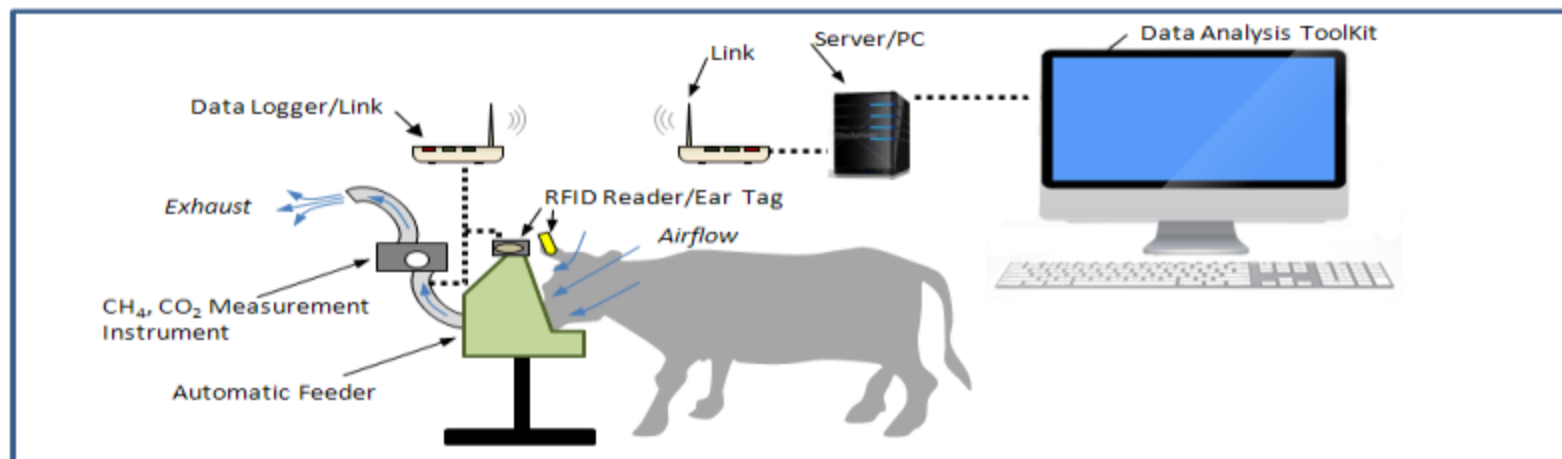 Data Analysis ToolKit
Server/PC
Link
Data Logger/Link
RFID Reader/Ear Tag
Exhaust
Airflow
CH₄, CO₂ Measurement
Instrument
Automatic Feeder